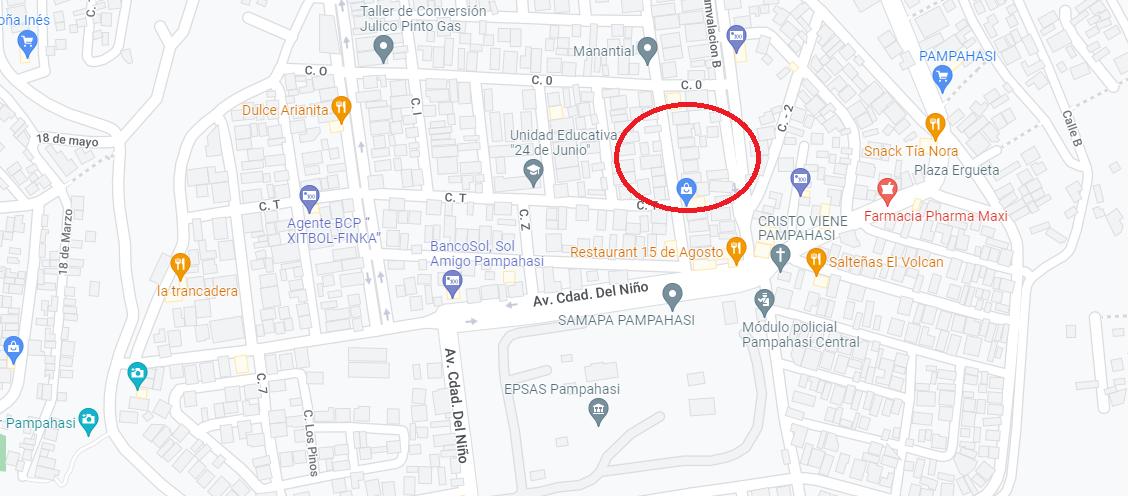 oña Inés
Taller de Conversión
Julico Pinto Gas
Manantial
umvalacion B
PAMPAHASI
C. O
C. 0
C. 0
Dulce Arianita
C. I
C. - 2
Calle B
18 de mayo
Unidad Educativa
"24 de Junio"
Snack Tía Nora
Plaza Ergueta
C. T
C. T
C. T
Agente BCP "
XITBOL-FINKA"
C. Z
Farmacia Pharma Maxi
CRISTO VIENE
PAMPAHASI
18 de Marzo
BancoSol, Sol
Amigo Pampahasi
Restaurant 15 de Agosto
Salteñas El Volcan
la trancadera
Av. Cdad. Del Niño
SAMAPA PAMPAHASI
Módulo policial
Pampahasi Central
Av. Cdad. Del Niño
C. 7
C. Los Pinos
EPSAS Pampahasi
r Pampahasi